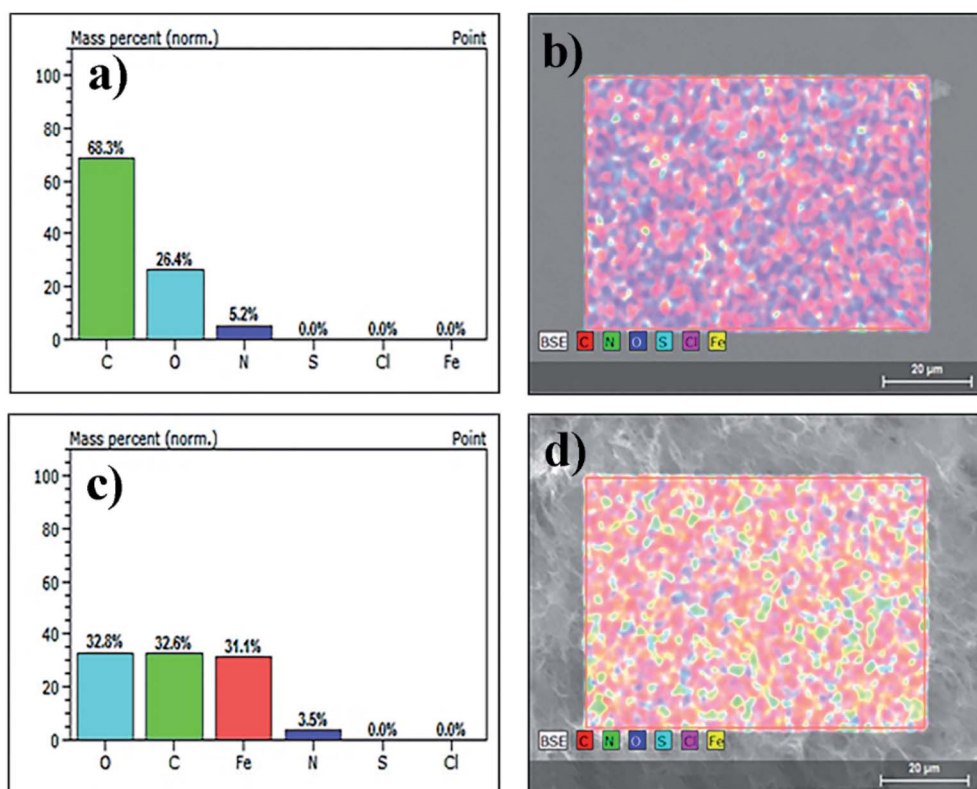 Mass percent (norm.) Point
a)
100
80
68.3%
60
40
26.4%
20
5.2%
0.0% 0.0% 0.0%
0
C O N S Cl Fe
b)
BSE C N O S Cl Fe
20 µm
Mass percent (norm.) Point
c)
100
80
60
40
32.8% 32.6% 31.1%
20
3.5%
0.0% 0.0%
0
O C Fe N S Cl
d)
BSE C N O S Cl Fe
20 µm